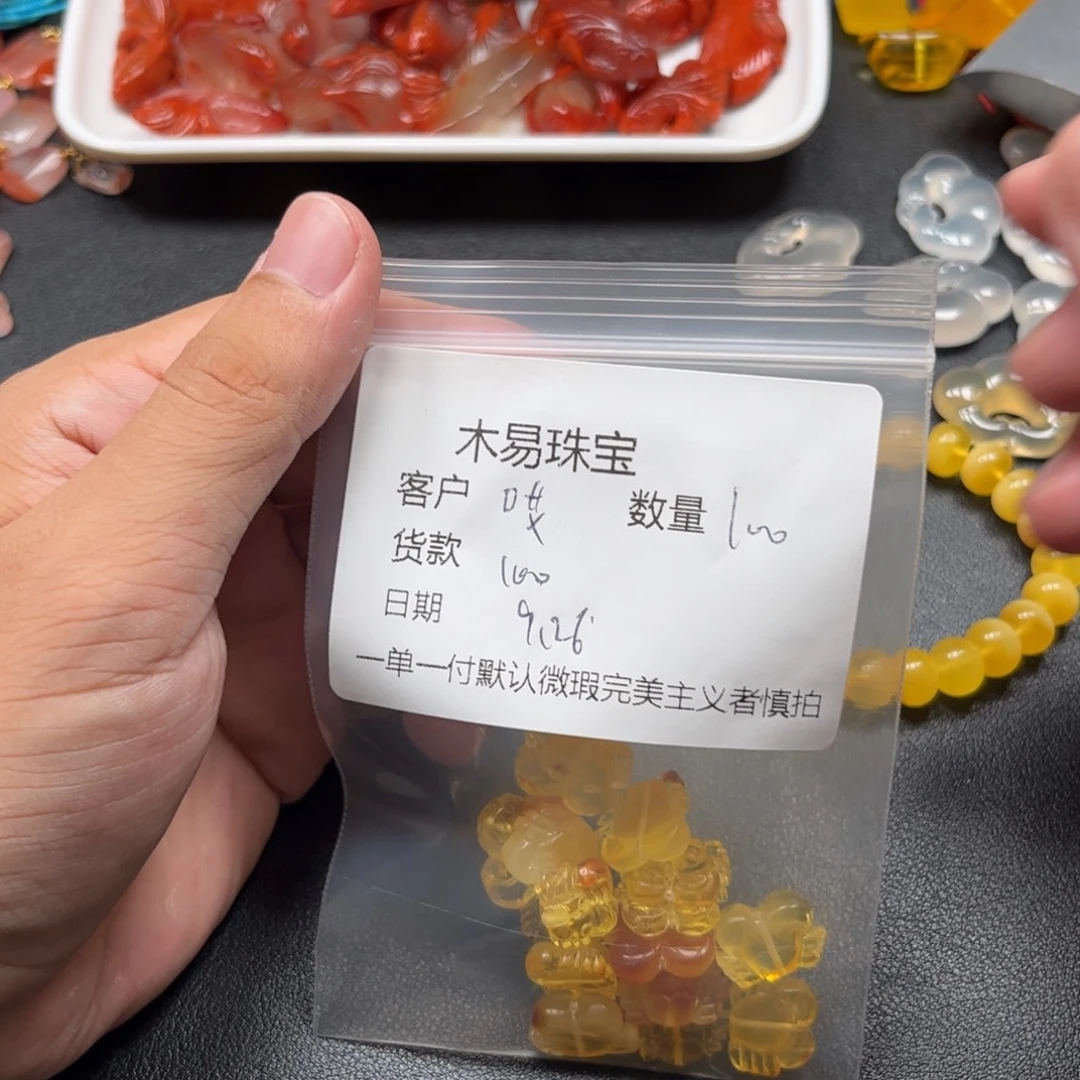 木易珠宝
客户 数量 100
货款 100
日期 9.26
一单一付默认微瑕完美主义者慎拍